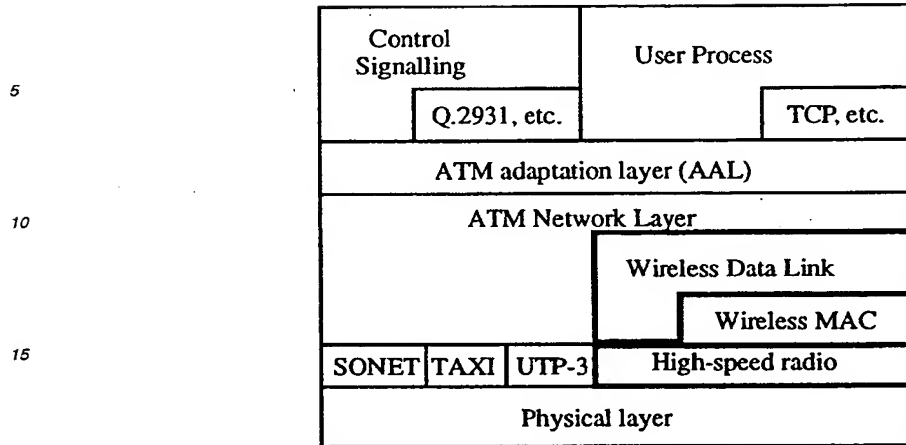 Control
Signalling
User Process
5
Q.2931, etc.
TCP, etc.
ATM adaptation layer (AAL)
10
ATM Network Layer
Wireless Data Link
Wireless MAC
15
SONET TAXI UTP-3 High-speed radio
Physical layer